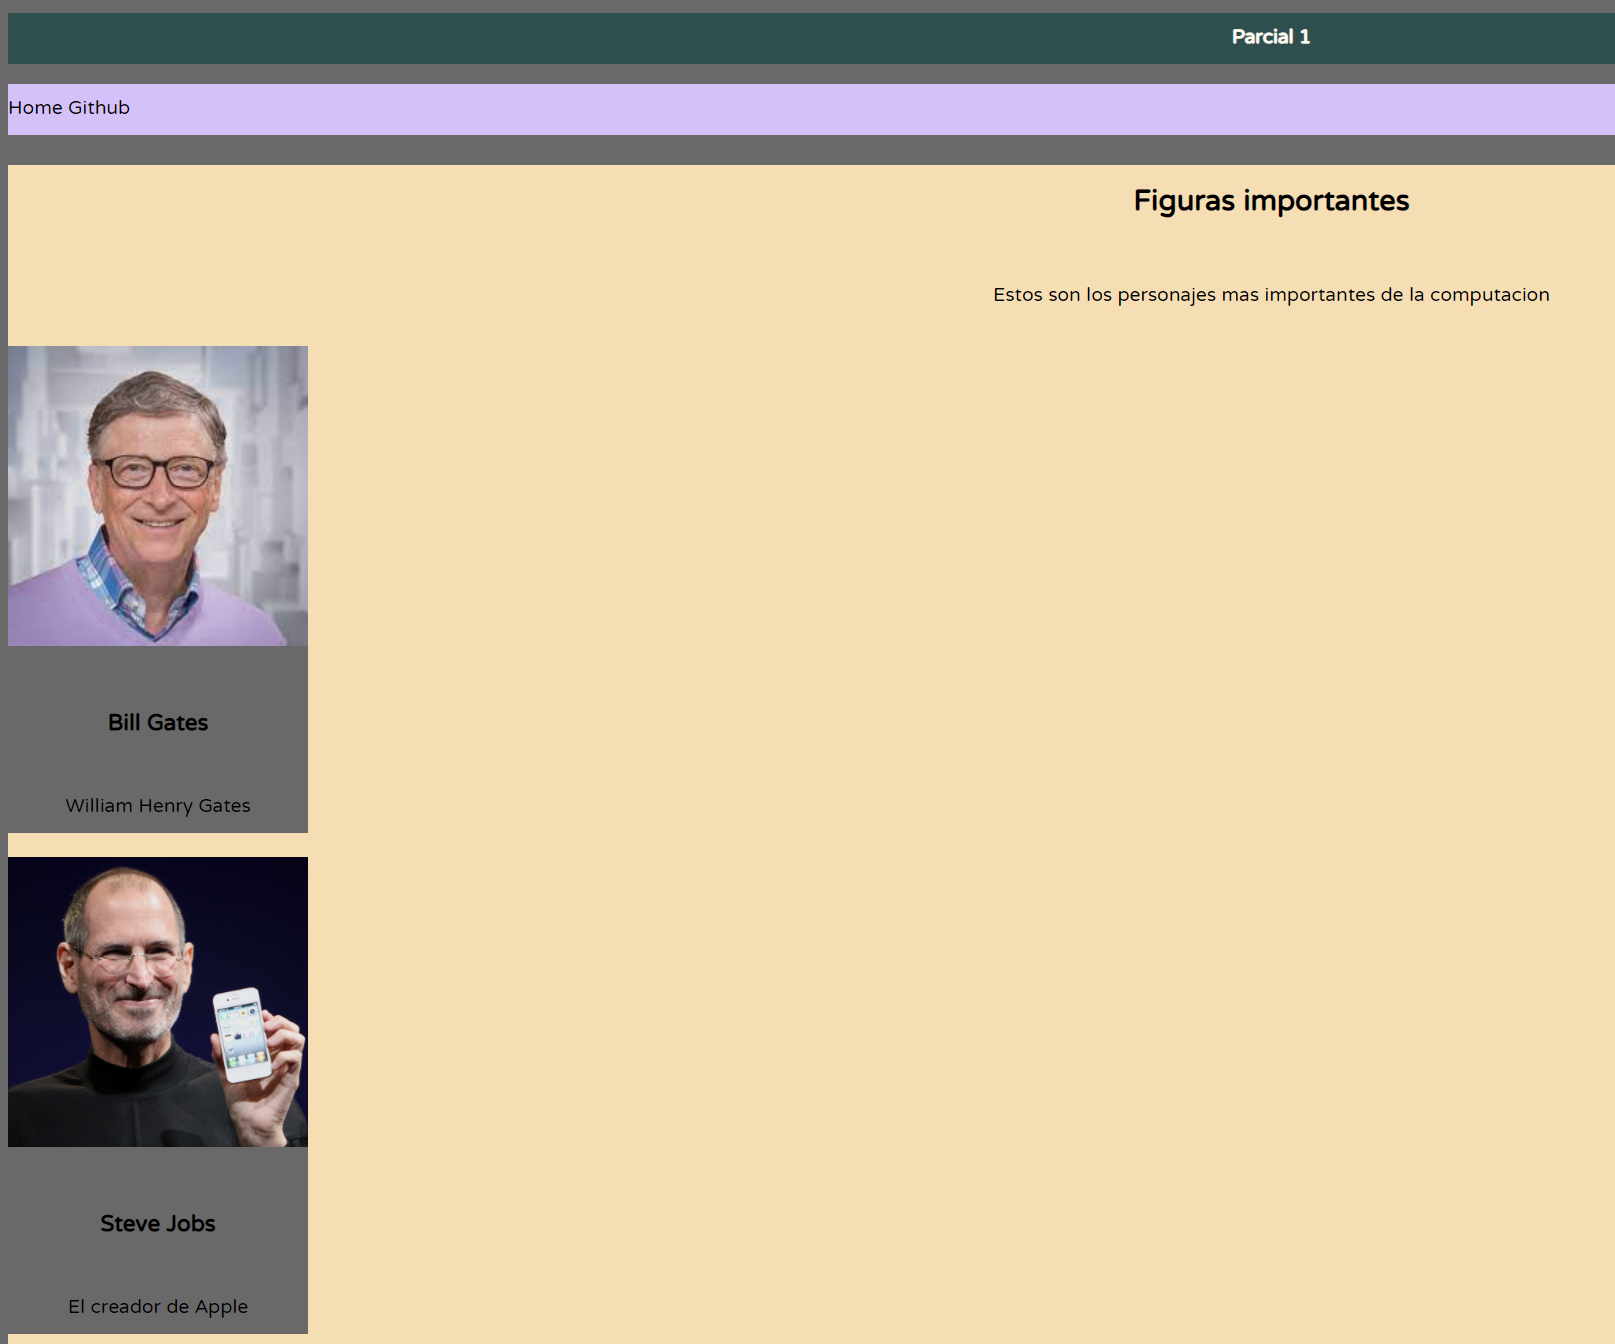 Parcial 1
Home Github
Figuras importantes
Estos son los personajes mas importantes de la computacion
Bill Gates
William Henry Gates
Steve Jobs
El creador de Apple